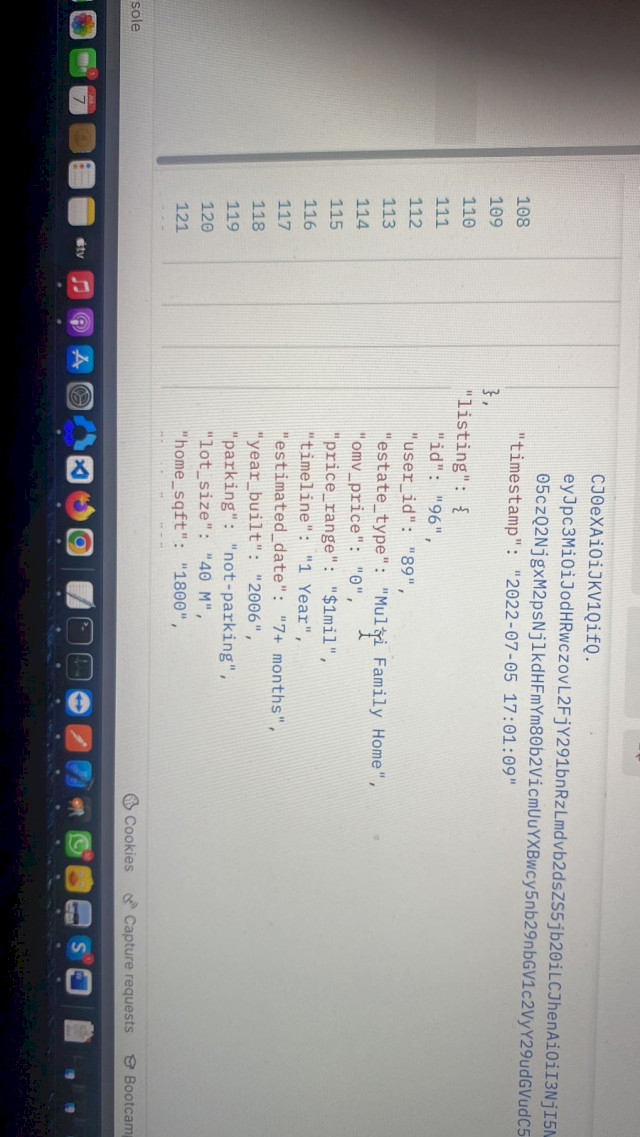 CJ0eXAiOiJKV1QifQ.
eyJpc3MiOiJodHRwczovL2FjY291bnRzLmdvb2dsZS5jb20iLCJhenAiOiI3NjI5N
05czQ2NjgxM2psNjlkdHFmYm80b2VicmUuYXBwcy5nb29nbGV1c2VyY29udGVudC5
108 "timestamp": "2022-07-05 17:01:09"
109 },
110 "listing": {
111 "id": "96",
112 "user_id": "89",
113 "estate_type": "Multi Family Home",
114 "omv_price": "0",
115 "price_range": "$1mil",
116 "timeline": "1 Year",
117 "estimated_date": "7+ months",
118 "year_built": "2006",
119 "parking": "not-parking",
120 "lot_size": "40 M",
121 "home_sqft": "1800",
sole Cookies Capture requests Bootcam
7
tv